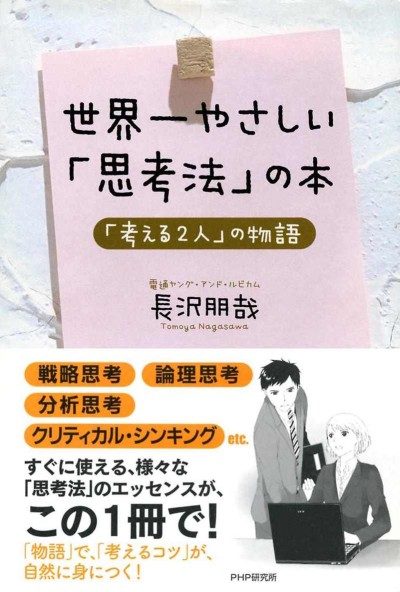 世界一やさしい
「思考法」の本
「考える2人」の物語
電通ヤング・アンド・ルビカム
長沢朋哉
Tomoya Nagasawa
戦略思考 論理思考
分析思考
クリティカル・シンキング etc.
すぐに使える、様々な
「思考法」のエッセンスが、
この1冊で!
「物語」で、「考えるコツ」が、
自然に身につく!
PHP研究所